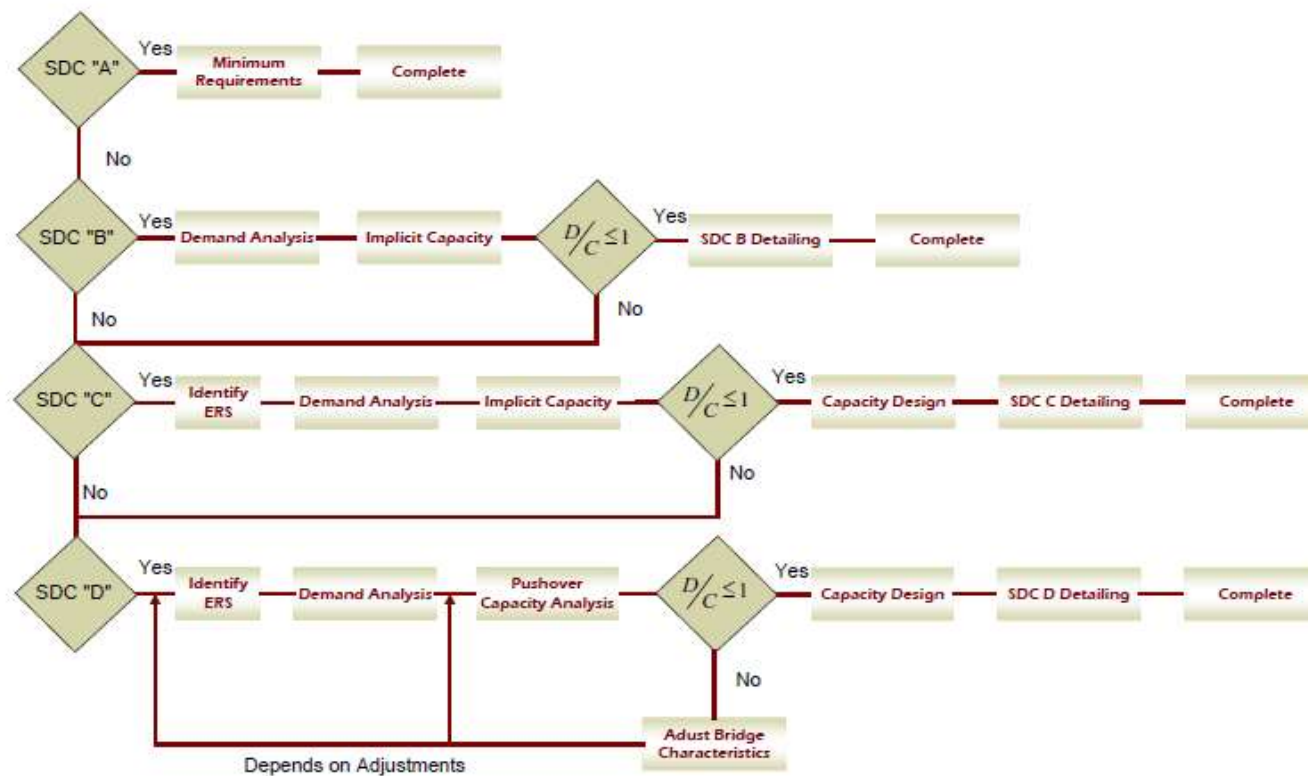 SDC "A"
Yes
Minimum
Requirements
Complete
No
SDC "B"
Yes
Demand Analysis
Implicit Capacity
D/C ≤ 1
Yes
SDC B Detailing
Complete
No
No
SDC "C"
Yes
Identify
ERS
Demand Analysis
Implicit Capacity
D/C ≤ 1
Yes
Capacity Design
SDC C Detailing
Complete
No
No
SDC "D"
Yes
Identify
ERS
Demand Analysis
Pushover
Capacity Analysis
D/C ≤ 1
Yes
Capacity Design
SDC D Detailing
Complete
No
Adust Bridge
Characteristics
Depends on Adjustments